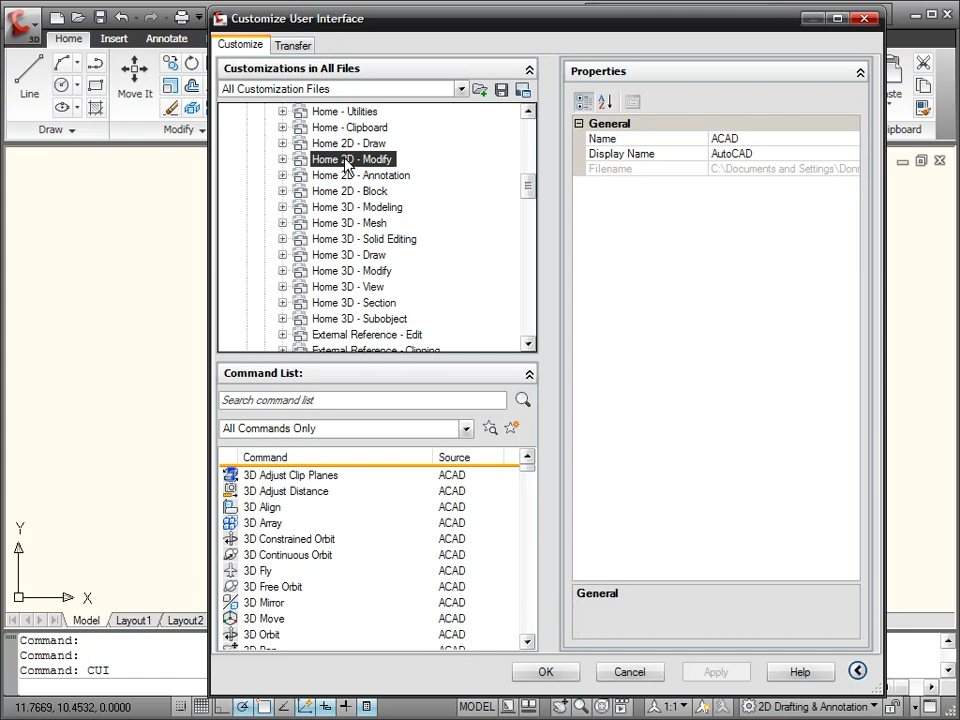 Customize User Interface
3D
Home
Insert
Annotate
Line
Move It
Draw
Modify
Customize
Transfer
Customizations in All Files
All Customization Files
Home - Utilities
Home - Clipboard
Home 2D - Draw
Home 2D - Modify
Home 2D - Annotation
Home 2D - Block
Home 3D - Modeling
Home 3D - Mesh
Home 3D - Solid Editing
Home 3D - Draw
Home 3D - Modify
Home 3D - View
Home 3D - Section
Home 3D - Subobject
External Reference - Edit
External Reference - Clipping
Command List:
Search command list
All Commands Only
Command Source
3D Adjust Clip Planes ACAD
3D Adjust Distance ACAD
3D Align ACAD
3D Array ACAD
3D Constrained Orbit ACAD
3D Continuous Orbit ACAD
3D Fly ACAD
3D Free Orbit ACAD
3D Mirror ACAD
3D Move ACAD
3D Orbit ACAD
Properties
General
Name ACAD
Display Name AutoCAD
Filename C:\Documents and Settings\Donn
General
OK
Cancel
Apply
Help
Y
X
Model
Layout1
Layout2
Command:
Command:
Command: CUI
11.7669, 10.4532, 0.0000
MODEL
1:1
2D Drafting & Annotation